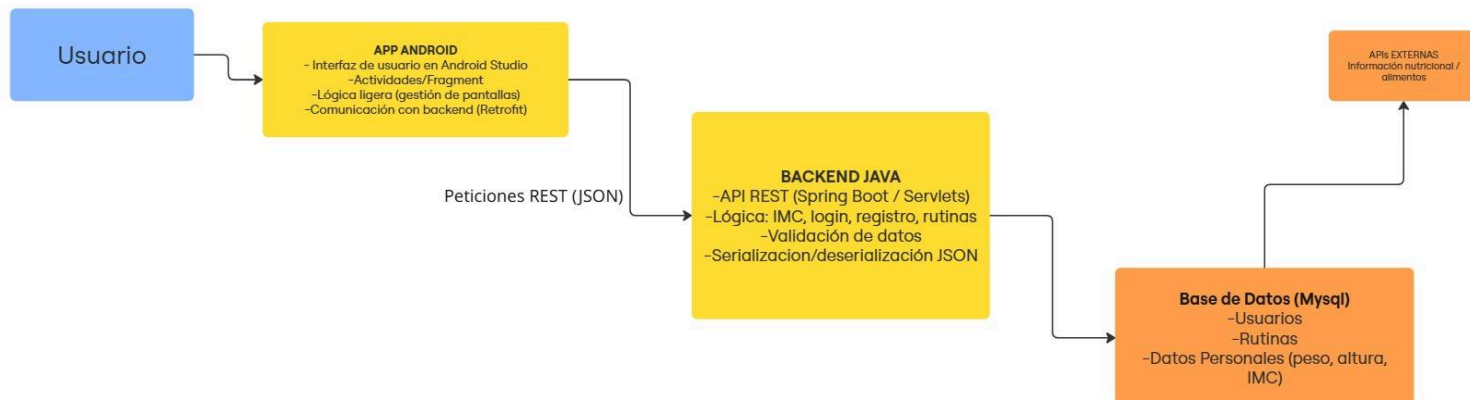 Usuario
APP ANDROID
- Interfaz de usuario en Android Studio
-Actividades/Fragment
-Lógica ligera (gestión de pantallas)
-Comunicación con backend (Retrofit)
Peticiones REST (JSON)
BACKEND JAVA
-API REST (Spring Boot / Servlets)
-Lógica: IMC, login, registro, rutinas
-Validación de datos
-Serializacion/deserialización JSON
Base de Datos (Mysql)
-Usuarios
-Rutinas
-Datos Personales (peso, altura,
IMC)
APIs EXTERNAS
Información nutricional /
alimentos